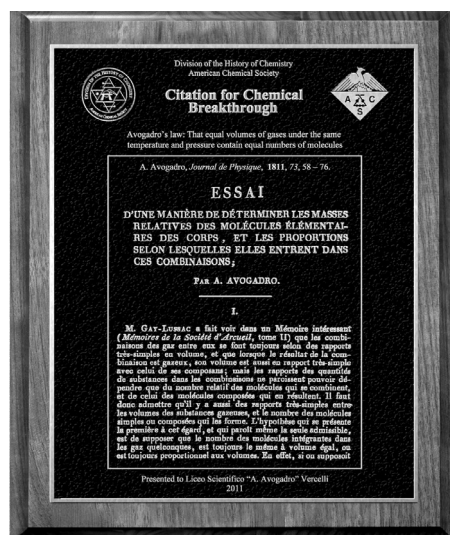 Division of the History of Chemistry
American Chemical Society
Citation for Chemical
Breakthrough
A C
S
Avogadro's law: That equal volumes of gases under the same
temperature and pressure contain equal numbers of molecules
A. Avogadro, Journal de Physique, 1811, 73, 58 – 76.
ESSAI
D'UNE MANIÈRE DE DÉTERMINER LES MASSES
RELATIVES DES MOLÉCULES ÉLÉMENTAI-
RES DES CORPS, ET LES PROPORTIONS
SELON LESQUELLES ELLES ENTRENT DANS
CES COMBINAISONS;
PAR A. AVOGADRO.
I.
M. GAY-LUSSAC a fait voir dans un Mémoire intéressant
(Mémoires de la Société d'Arcueil, tome II) que les combi-
naisons des gaz entre eux se font toujours selon des rapports
très-simples en volume, et que lorsque le résultat de la com-
binaison est gazeux, son volume est aussi en rapport très-simple
avec celui de ses composans; mais les rapports des quantités
de substances dans les combinaisons ne paroissent pouvoir dé-
pendre que du nombre relatif des molécules qui se combinent,
et de celui des molécules composées qui en résultent. Il faut
donc admettre qu'il y a aussi des rapports très-simples entre
les volumes des substances gazeuses, et le nombre des molécules
simples ou composées qui les forme. L'hypothèse qui se présente
la première à cet égard, et qui paroît même la seule admissible,
est de supposer que le nombre des molécules intégrantes dans
les gaz quelconques, est toujours le même à volume égal, ou
est toujours proportionnel aux volumes. En effet, si on supposoit
Presented to Liceo Scientifico "A. Avogadro" Vercelli
2011